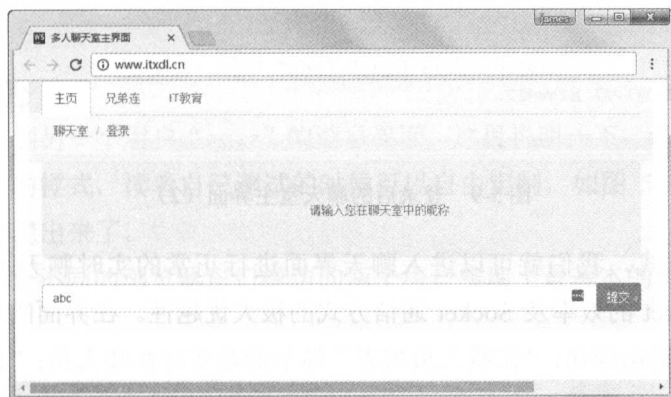 james
多人聊天室主界面
www.itxdl.cn
主页 兄弟连 IT教育
聊天室 / 登录
请输入您在聊天室中的昵称
abc 提交